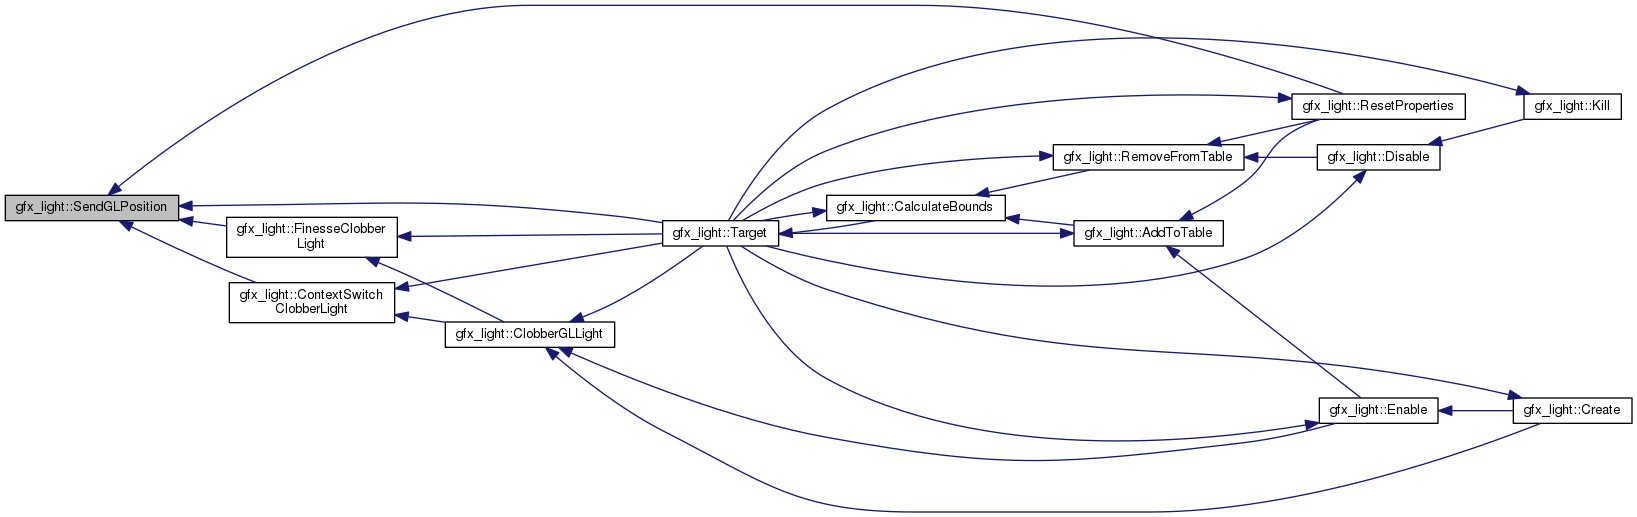 gfx_light::SendGLPosition
gfx_light::FinesseClobber
Light
gfx_light::ContextSwitch
ClobberLight
gfx_light::ClobberGLLight
gfx_light::Target
gfx_light::CalculateBounds
gfx_light::RemoveFromTable
gfx_light::AddToTable
gfx_light::ResetProperties
gfx_light::Disable
gfx_light::Enable
gfx_light::Kill
gfx_light::Create